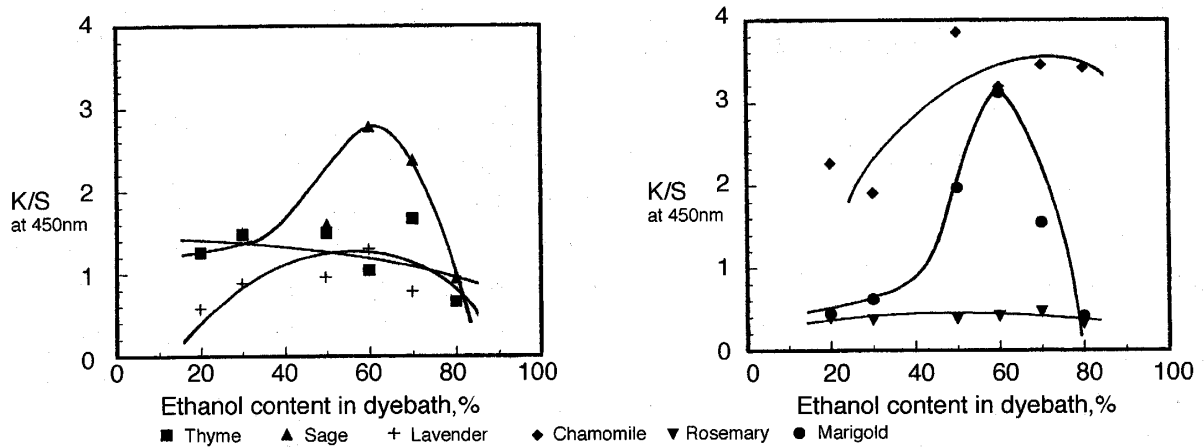 4
3
2
1
0
K/S
at 450nm
0 20 40 60 80 100
Ethanol content in dyebath,%
4
3
2
1
0
K/S
at 450nm
0 20 40 60 80 100
Ethanol content in dyebath,%
Thyme Sage Lavender Chamomile Rosemary Marigold